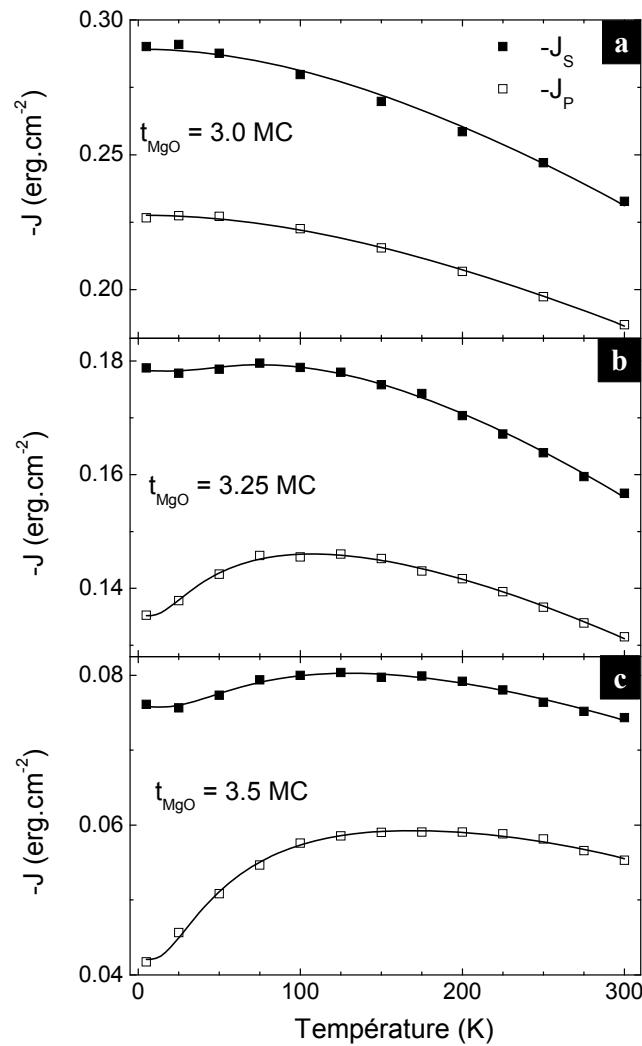 a
-J_S
-J_P
t_MgO = 3.0 MC
-J (erg.cm^-2)
0.30
0.25
0.20
b
t_MgO = 3.25 MC
-J (erg.cm^-2)
0.18
0.16
0.14
c
t_MgO = 3.5 MC
-J (erg.cm^-2)
0.08
0.06
0.04
0 100 200 300
Température (K)